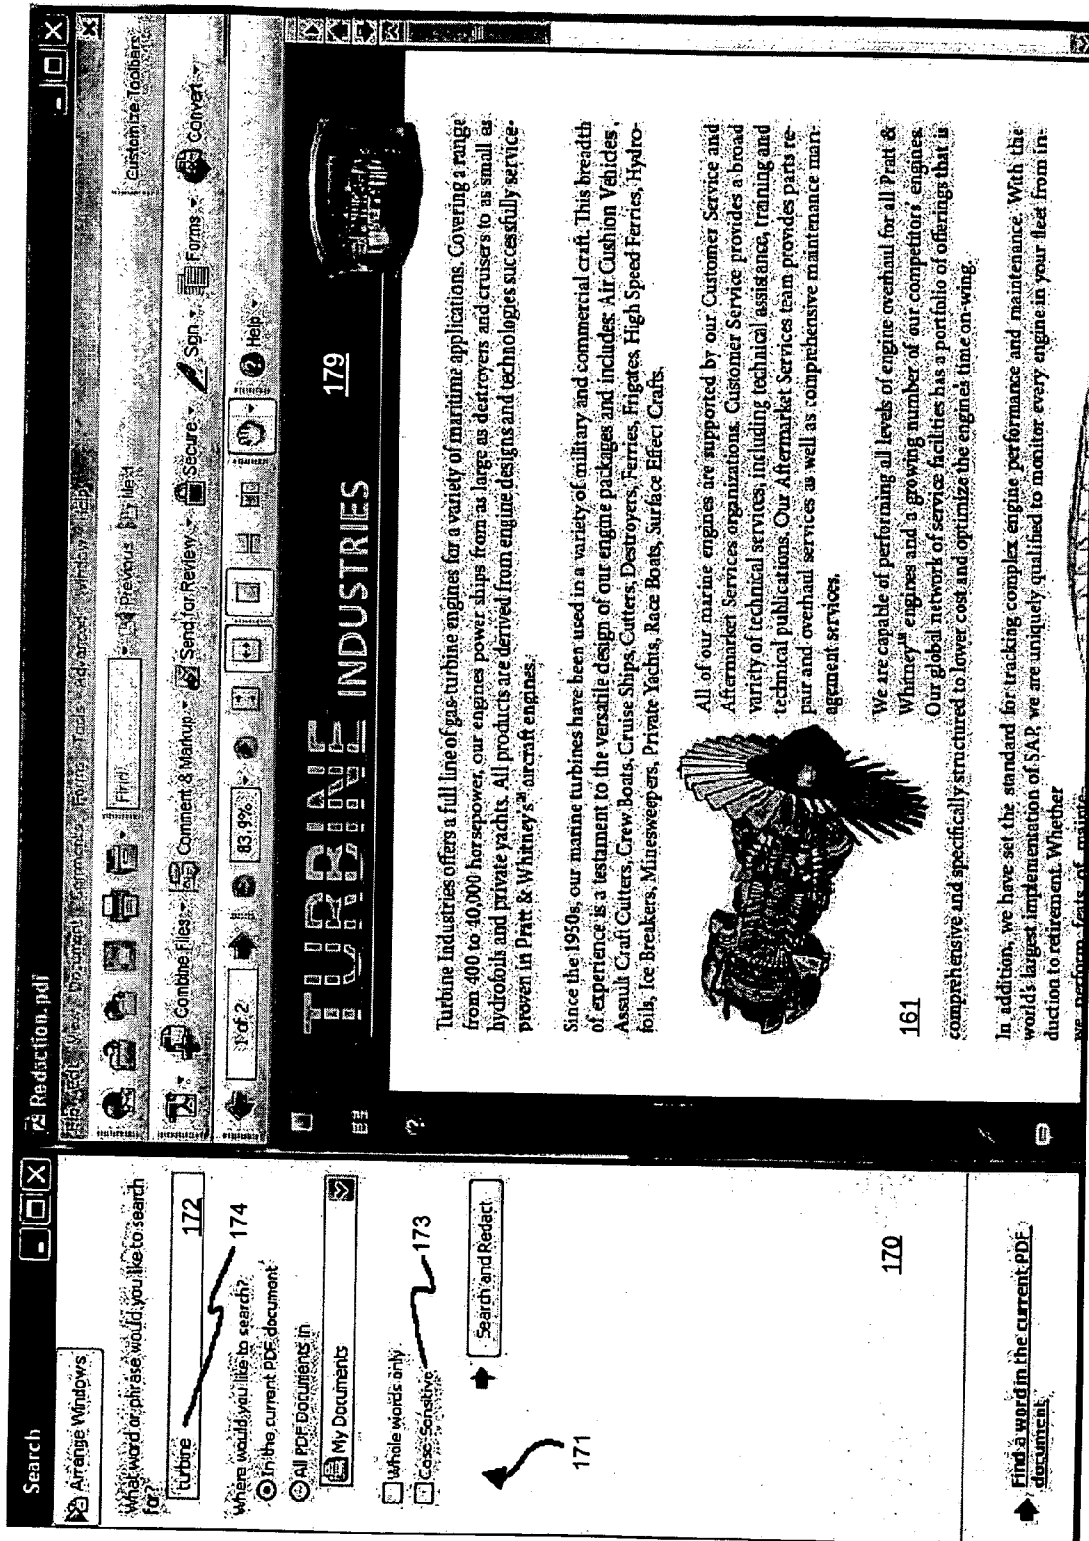 Search
Arrange Windows
What word or phrase would you like to search
for?
turbine
172
174
Where would you like to search?
In the current PDF document
All PDF Documents in
My Documents
Whole words only
Case-Sensitive
173
Search and Redact
171
170
Find a word in the current PDF
document
Redaction.pdf
File Edit View Document Comments Forms Tools Advanced Window Help
Find
Previous
Next
Customize Toolbars
Combine Files
Comment & Markup
Send for Review
Secure
Sign
Forms
Convert
1 of 2
83.9%
Help
TURBINE INDUSTRIES
179
Turbine Industries offers a full line of gas-turbine engines for a variety of maritime applications. Covering a range
from 400 to 40,000 horsepower, our engines power ships from as large as destroyers and cruisers to as small as
hydrofoils and private yachts. All products are derived from engine designs and technologies successfully service-
proven in Pratt & Whitney's™ aircraft engines.
Since the 1950s, our marine turbines have been used in a variety of military and commercial craft. This breadth
of experience is a testament to the versatile design of our engine packages and includes: Air Cushion Vehicles,
Assault Craft Cutters, Crew Boats, Cruise Ships, Cutters, Destroyers, Ferries, Frigates, High Speed Ferries, Hydro-
foils, Ice Breakers, Minesweepers, Private Yachts, Race Boats, Surface Effect Crafts.
All of our marine engines are supported by our Customer Service and
Aftermarket Services organizations. Customer Service provides a broad
variety of technical services, including technical assistance, training and
technical publications. Our Aftermarket Services team provides parts re-
pair and overhaul services as well as comprehensive maintenance man-
agement services.
161
We are capable of performing all levels of engine overhaul for all Pratt &
Whitney™ engines and a growing number of our competitors' engines.
Our global network of service facilities has a portfolio of offerings that is
comprehensive and specifically structured to lower cost and optimize the engines time on-wing.
In addition, we have set the standard for tracking complex engine performance and maintenance. With the
world's largest implementation of SAP, we are uniquely qualified to monitor every engine in your fleet from in-
duction to retirement. Whether
we perform
of